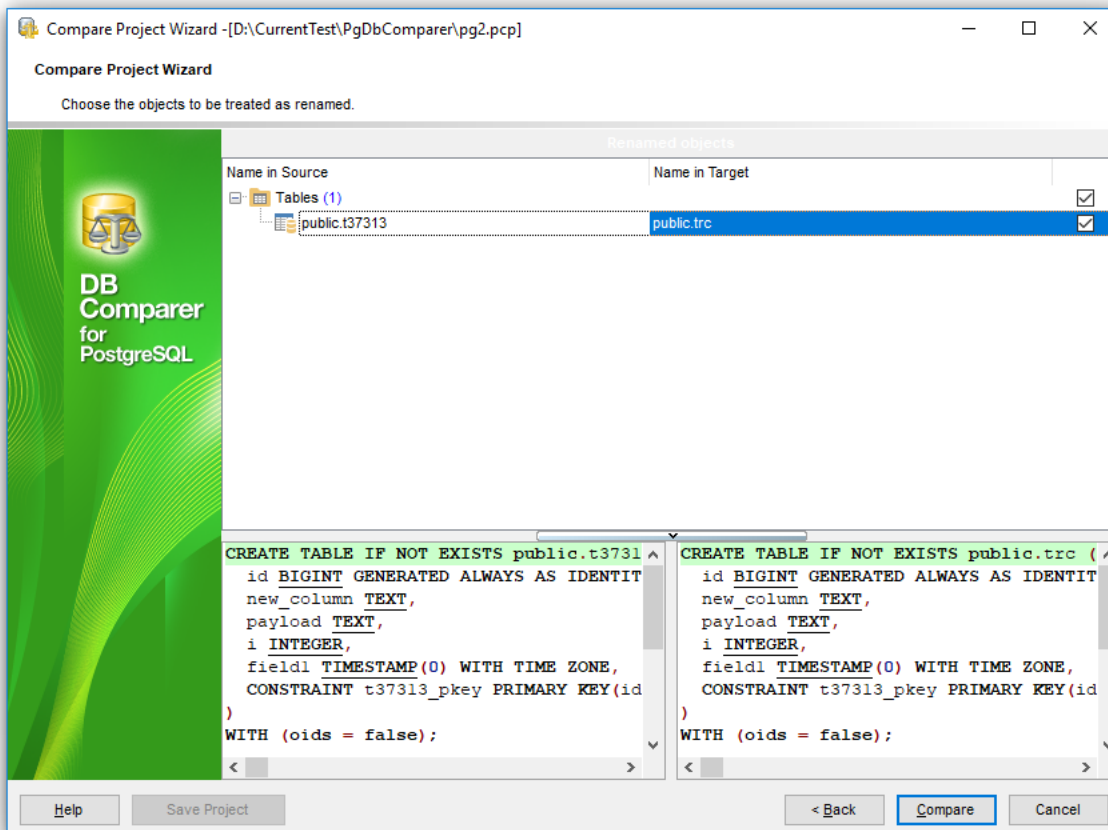 Compare Project Wizard -[D:\CurrentTest\PgDbComparer\pg2.pcp]
Compare Project Wizard
Choose the objects to be treated as renamed.
Renamed objects
Name in Source Name in Target
Tables (1)
public.t37313 public.trc
DB
Comparer
for
PostgreSQL
CREATE TABLE IF NOT EXISTS public.t3731
id BIGINT GENERATED ALWAYS AS IDENTIT
new_column TEXT,
payload TEXT,
i INTEGER,
field1 TIMESTAMP(0) WITH TIME ZONE,
CONSTRAINT t37313_pkey PRIMARY KEY(id
)
WITH (oids = false);
CREATE TABLE IF NOT EXISTS public.trc (
id BIGINT GENERATED ALWAYS AS IDENTIT
new_column TEXT,
payload TEXT,
i INTEGER,
field1 TIMESTAMP(0) WITH TIME ZONE,
CONSTRAINT t37313_pkey PRIMARY KEY(id
)
WITH (oids = false);
Help Save Project < Back Compare Cancel